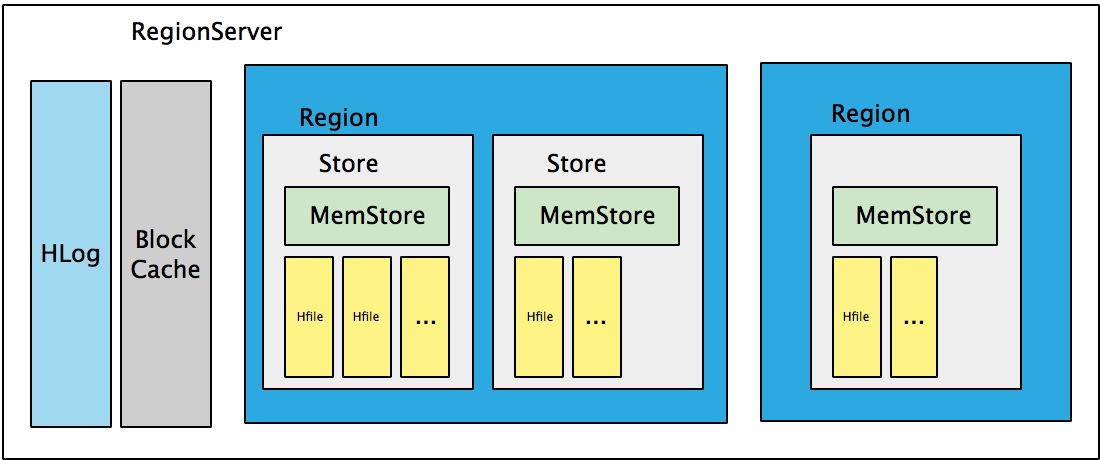 RegionServer
HLog
Block
Cache
Region
Store
MemStore
Hfile
Hfile
...
Store
MemStore
Hfile
...
Region
MemStore
Hfile
...